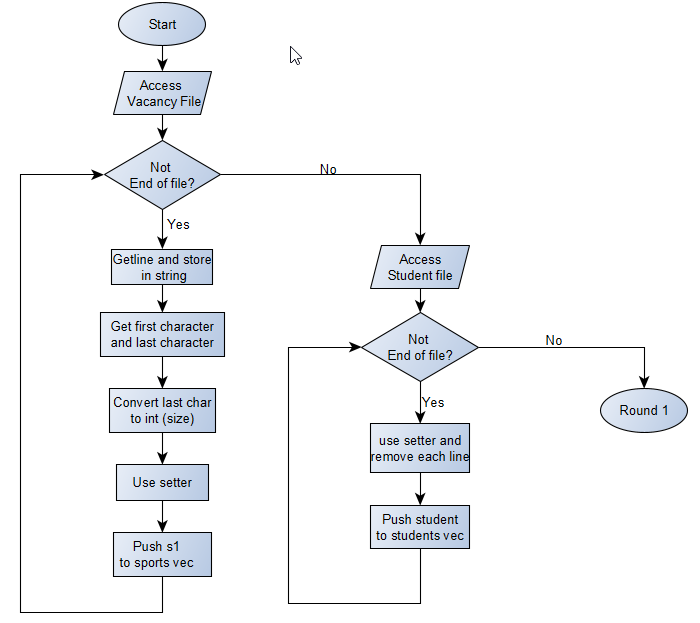 Start
Access
Vacancy File
Not
End of file?
No
Yes
Getline and store
in string
Get first character
and last character
Convert last char
to int (size)
Use setter
Push s1
to sports vec
Access
Student file
Not
End of file?
No
Yes
use setter and
remove each line
Push student
to students vec
Round 1